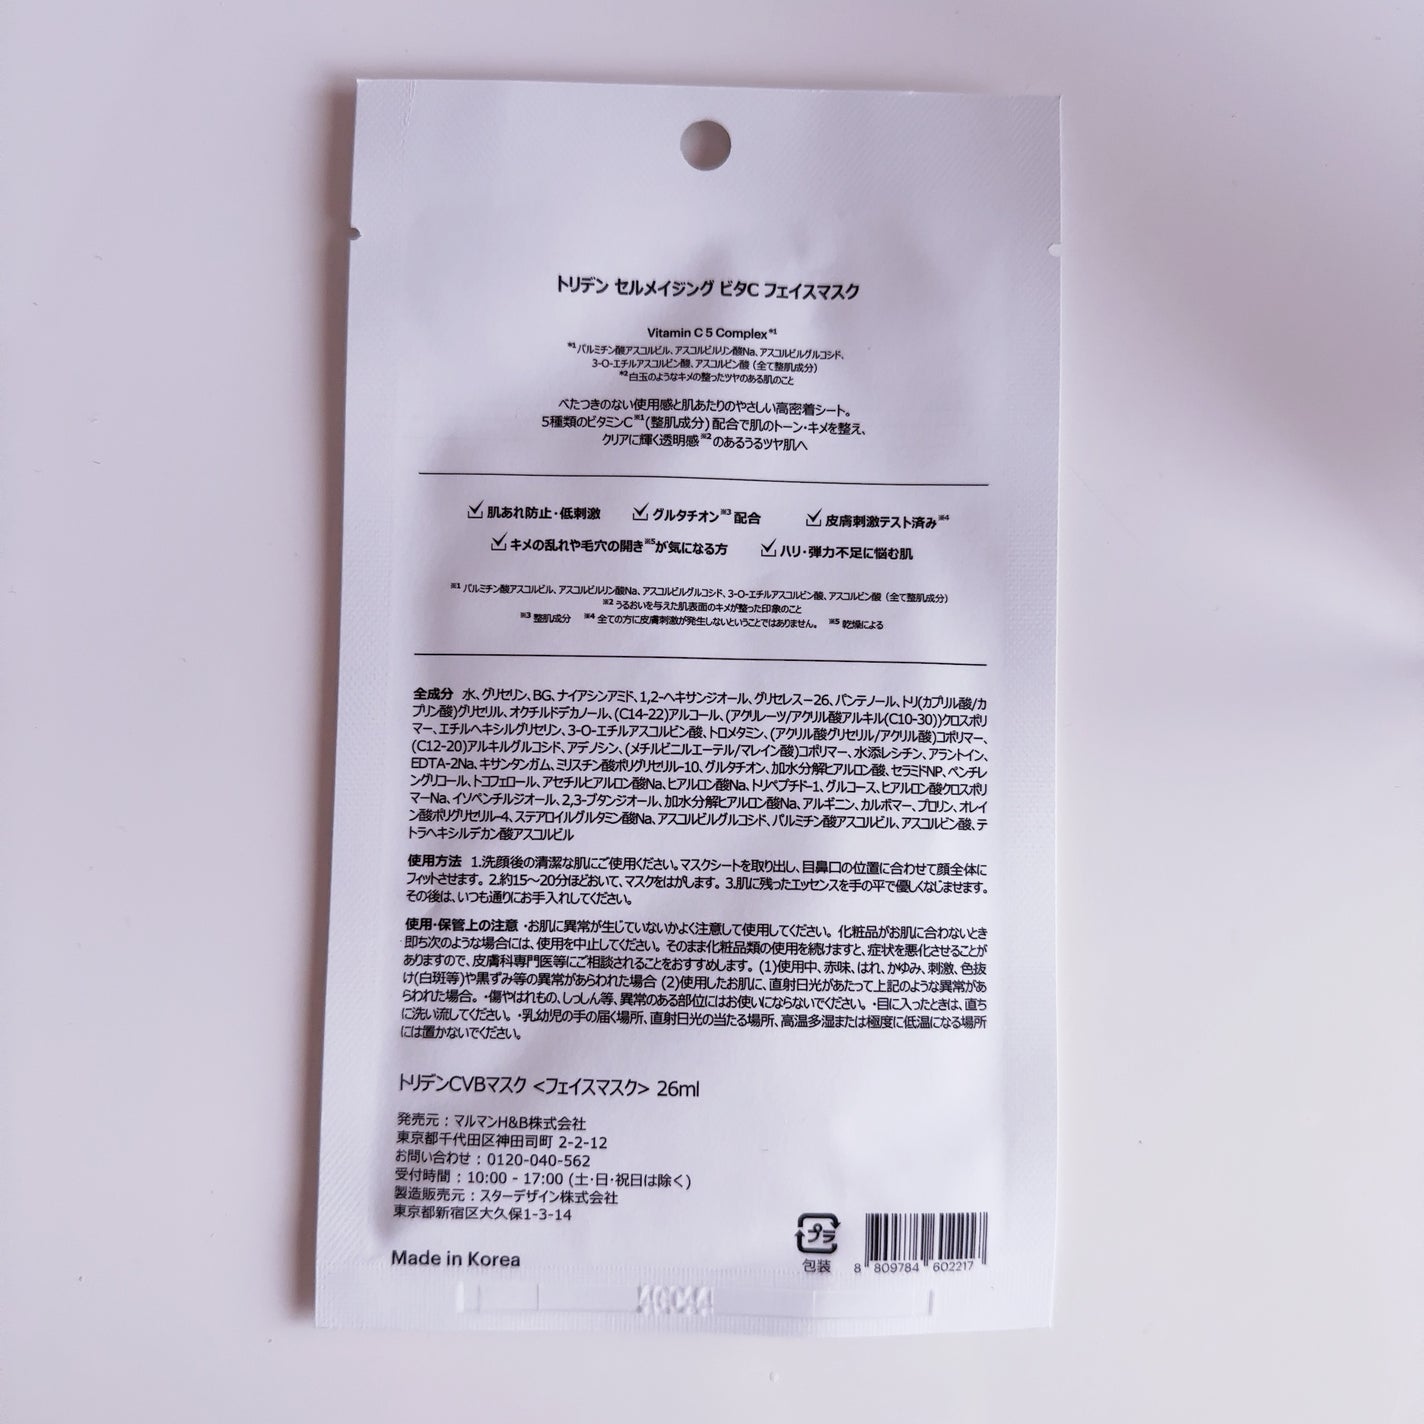 トリデン セルメイジング ビタC フェイスマスク
Vitamin C 5 Complex*1
*1パルミチン酸アスコルビル、アスコルビルリン酸Na、アスコルビルグルコシド、
3-O-エチルアスコルビン酸、アスコルビン酸（全て整肌成分）
*2白玉のようなキメの整ったツヤのある肌のこと
べたつきのない使用感と肌あたりのやさしい高密着シート。
5種類のビタミンC※1(整肌成分)配合で肌のトーン・キメを整え、
クリアに輝く透明感※2のあるうるツヤ肌へ
肌あれ防止・低刺激 グルタチオン※3配合 皮膚刺激テスト済み※4
キメの乱れや毛穴の開き※5が気になる方 ハリ・弾力不足に悩む肌
※1 パルミチン酸アスコルビル、アスコルビルリン酸Na、アスコルビルグルコシド、3-O-エチルアスコルビン酸、アスコルビン酸（全て整肌成分）
※2 うるおいを与えた肌表面のキメが整った印象のこと
※3 整肌成分 ※4 全ての方に皮膚刺激が発生しないということではありません。 ※5 乾燥による
全成分 水、グリセリン、BG、ナイアシンアミド、1,2-ヘキサンジオール、グリセレス－26、パンテノール、トリ(カプリル酸/カ
プリン酸)グリセリル、オクチルドデカノール、(C14-22)アルコール、(アクリレーツ/アクリル酸アルキル(C10-30))クロスポリ
マー、エチルヘキシルグリセリン、3-O-エチルアスコルビン酸、トロメタミン、(アクリル酸グリセリル/アクリル酸)コポリマー、
(C12-20)アルキルグルコシド、アデノシン、(メチルビニルエーテル/マレイン酸)コポリマー、水添レシチン、アラントイン、
EDTA-2Na、キサンタンガム、ミリスチン酸ポリグリセリル-10、グルタチオン、加水分解ヒアルロン酸、セラミドNP、ペンチレ
ングリコール、トコフェロール、アセチルヒアルロン酸Na、ヒアルロン酸Na、トリペプチド-1、グルコース、ヒアルロン酸クロスポリ
マーNa、イソペンチルジオール、2,3-ブタンジオール、加水分解ヒアルロン酸Na、アルギニン、カルボマー、プロリン、オレイ
ン酸ポリグリセリル-4、ステアロイルグルタミン酸Na、アスコルビルグルコシド、パルミチン酸アスコルビル、アスコルビン酸、テ
トラヘキシルデカン酸アスコルビル
使用方法 1.洗顔後の清潔な肌にご使用ください。マスクシートを取り出し、目鼻口の位置に合わせて顔全体に
フィットさせます。2.約15～20分ほどおいて、マスクをはがします。3.肌に残ったエッセンスを手の平で優しくなじませます。
その後は、いつも通りにお手入れしてください。
使用・保管上の注意 ・お肌に異常が生じていないかよく注意して使用してください。化粧品がお肌に合わないとき
即ち次のような場合には、使用を中止してください。そのまま化粧品類の使用を続けますと、症状を悪化させることが
ありますので、皮膚科専門医等にご相談されることをおすすめします。(1)使用中、赤味、はれ、かゆみ、刺激、色抜
け(白斑等)や黒ずみ等の異常があらわれた場合 (2)使用したお肌に、直射日光があたって上記のような異常があ
らわれた場合。・傷やはれもの、しっしん等、異常のある部位にはお使いにならないでください。・目に入ったときは、直ち
に洗い流してください。・乳幼児の手の届く場所、直射日光の当たる場所、高温多湿または極度に低温になる場所
には置かないでください。
トリデンCVBマスク <フェイスマスク> 26ml
発売元：マルマンH&B株式会社
東京都千代田区神田司町 2-2-12
お問い合わせ：0120-040-562
受付時間：10:00 - 17:00 (土・日・祝日は除く)
製造販売元：スターデザイン株式会社
東京都新宿区大久保1-3-14
Made in Korea
プラ
包装
8 809784 602217